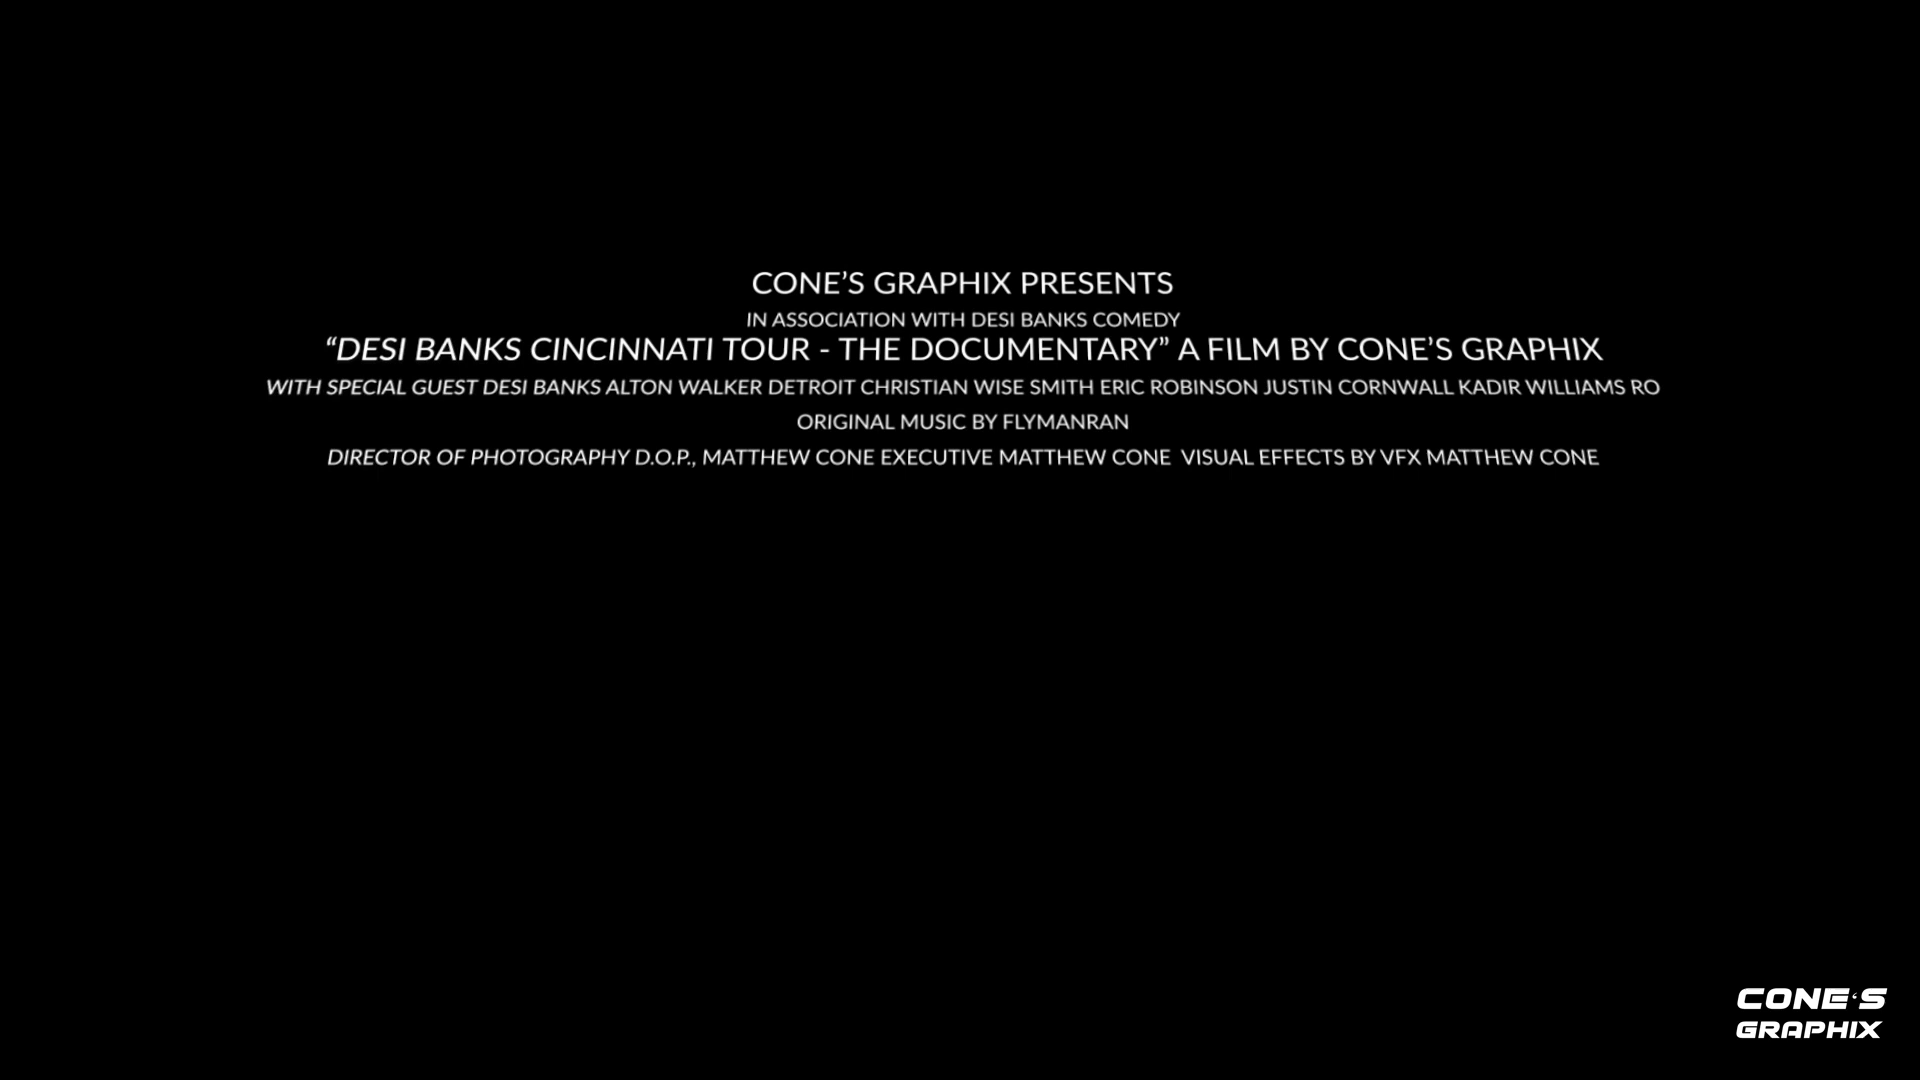 CONE’S GRAPHIX PRESENTS
IN ASSOCIATION WITH DESI BANKS COMEDY
“DESI BANKS CINCINNATI TOUR - THE DOCUMENTARY” A FILM BY CONE’S GRAPHIX
WITH SPECIAL GUEST DESI BANKS ALTON WALKER DETROIT CHRISTIAN WISE SMITH ERIC ROBINSON JUSTIN CORNWALL KADIR WILLIAMS RO
ORIGINAL MUSIC BY FLYMANRAN
DIRECTOR OF PHOTOGRAPHY D.O.P., MATTHEW CONE EXECUTIVE MATTHEW CONE  VISUAL EFFECTS BY VFX MATTHEW CONE
CONE'S
GRAPHIX